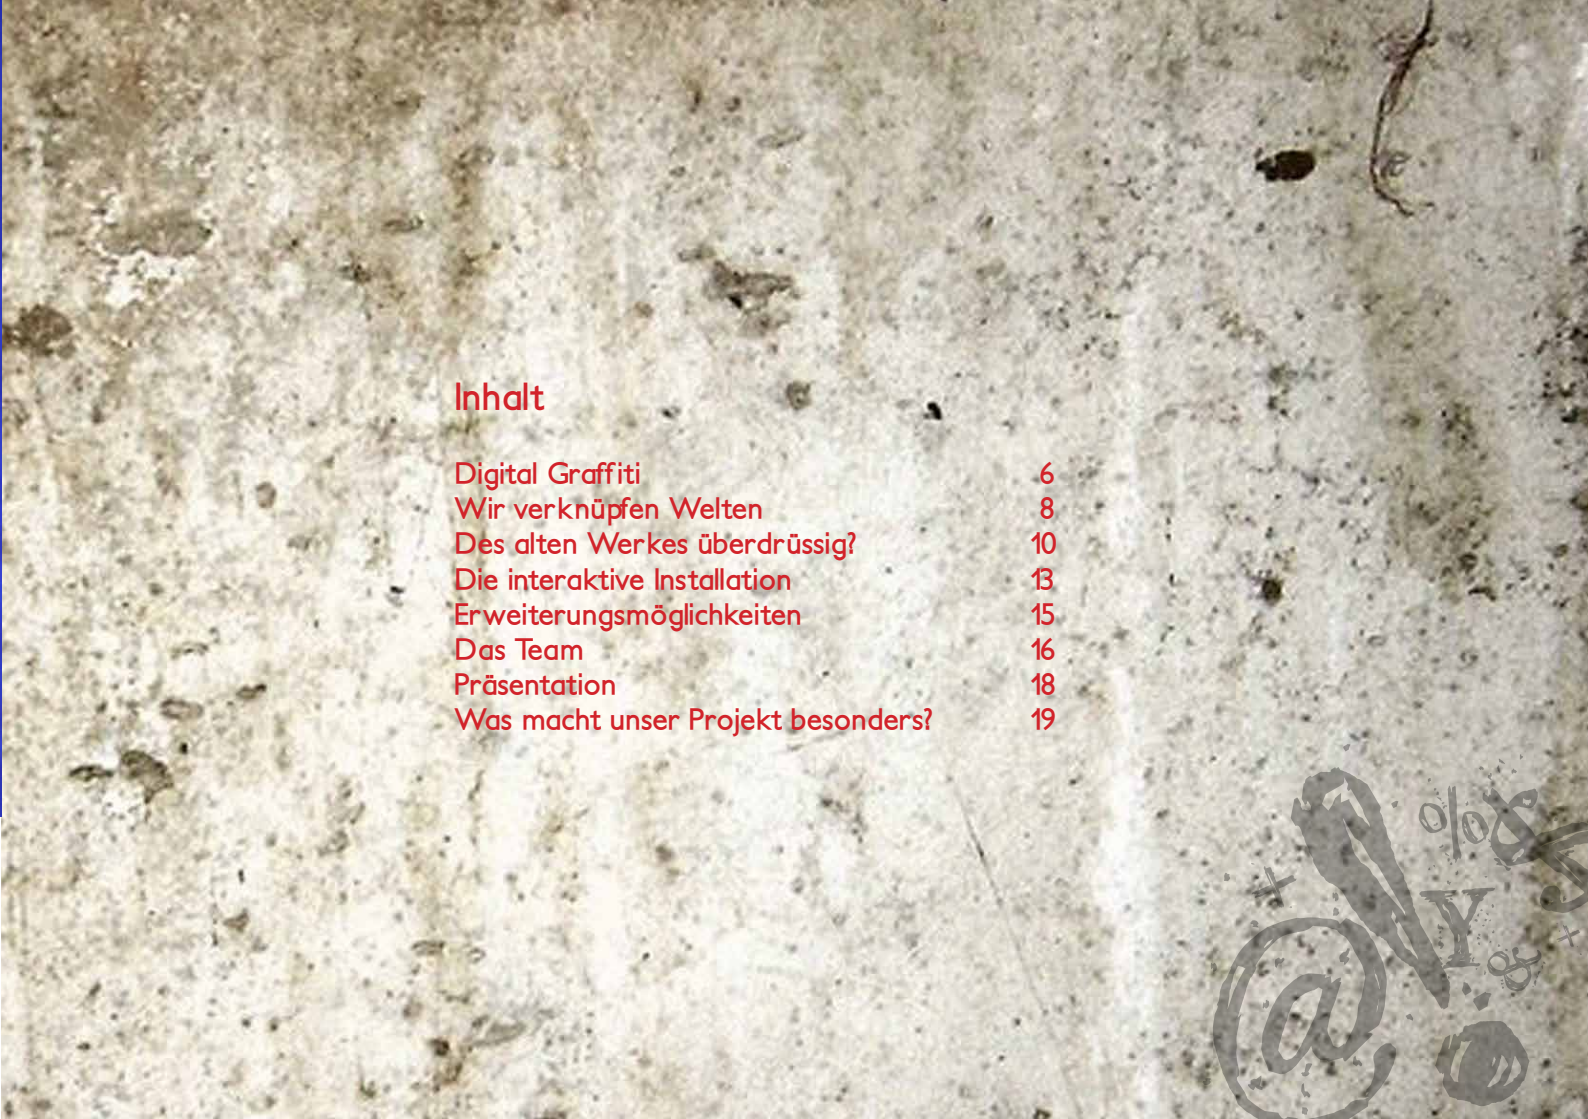 Inhalt
Digital Graffiti 6
Wir verknüpfen Welten 8
Des alten Werkes überdrüssig? 10
Die interaktive Installation 13
Erweiterungsmöglichkeiten 15
Das Team 16
Präsentation 18
Was macht unser Projekt besonders? 19
%
+
Y
&
+
@
!